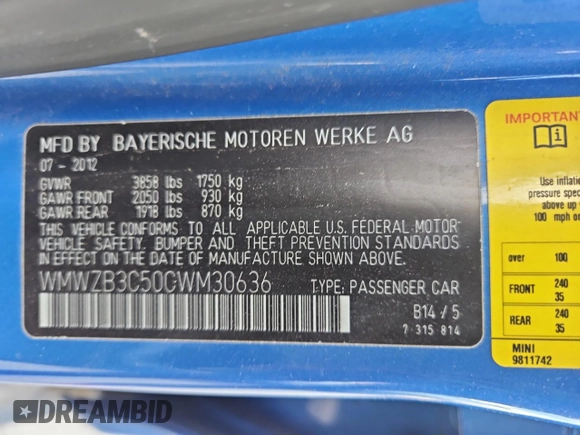 MFD BY BAYERISCHE MOTOREN WERKE AG
07 - 2012
GVWR 3858 lbs 1750 kg
GAWR FRONT 2050 lbs 930 kg
GAWR REAR 1918 lbs 870 kg
THIS VEHICLE CONFORMS TO ALL APPLICABLE U.S. FEDERAL-MOTOR-
VEHICLE SAFETY, BUMPER AND THEFT PREVENTION STANDARDS
IN EFFECT ON THE DATE OF MANUFACTURE SHOWN ABOVE.
WMWZB3C50CWM30636 TYPE: PASSENGER CAR
B14 / 5
7 315 814
IMPORTANT
Use inflation
pressure spec
above up
100 mph or
over 100
FRONT 240
35
REAR 240
35
MINI
9811742
DREAMBID